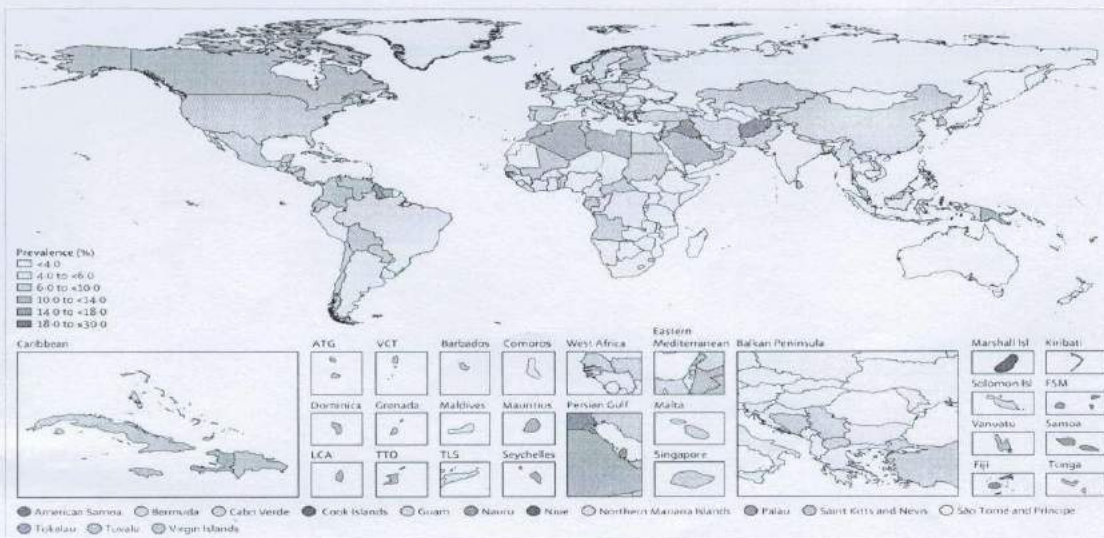 Prevalence (%)
<4·0
4·0 to <6·0
6·0 to <10·0
10·0 to <14·0
14·0 to <18·0
18·0 to ≤30·0
Caribbean
ATG
VCT
Barbados
Comoros
West Africa
Eastern
Mediterranean
Balkan Peninsula
Marshall Isl
Kiribati
Dominica
Grenada
Maldives
Mauritius
Persian Gulf
Malta
Solomon Isl
FSM
LCA
TTO
TLS
Seychelles
Singapore
Vanuatu
Samoa
Fiji
Tonga
American Samoa Bermuda Cabo Verde Cook Islands Guam Nauru Niue Northern Mariana Islands Palau Saint Kitts and Nevis São Tomé and Príncipe
Tokelau Tuvalu Virgin Islands